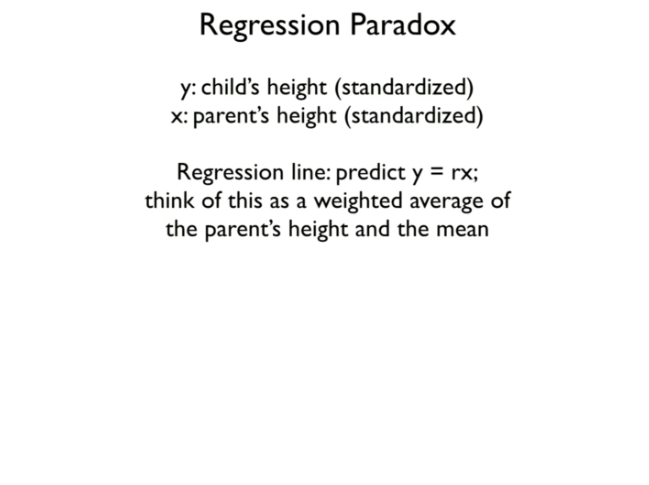 Regression Paradox
y: child's height (standardized)
x: parent's height (standardized)
Regression line: predict y = rx;
think of this as a weighted average of
the parent's height and the mean